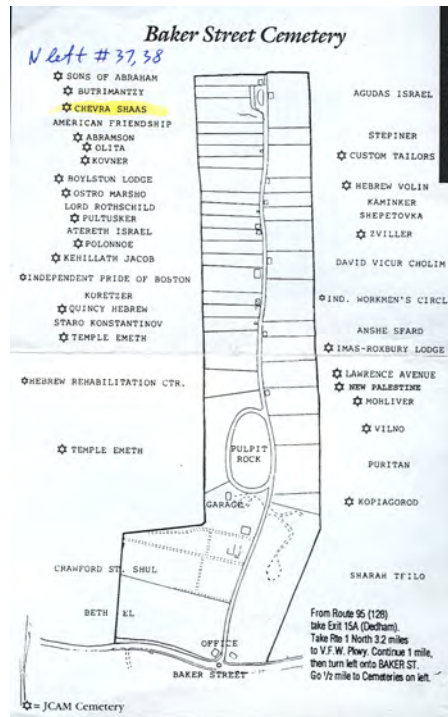 Baker Street Cemetery
N left # 37, 38
SONS OF ABRAHAM
BUTRIMANTZY
CHEVRA SHAAS
AMERICAN FRIENDSHIP
ABRAMSON
OLITA
KOVNER
BOYLSTON LODGE
OSTRO MARSHO
LORD ROTHSCHILD
PULTUSKER
ATERETH ISRAEL
POLONNOE
KEHILLATH JACOB
INDEPENDENT PRIDE OF BOSTON
KORETZER
QUINCY HEBREW
STARO KONSTANTINOV
TEMPLE EMETH
HEBREW REHABILITATION CTR.
TEMPLE EMETH
CRAWFORD ST. SHUL
BETH EL
AGUDAS ISRAEL
STEPINER
CUSTOM TAILORS
HEBREW VOLIN
KAMINKER
SHEPETOVKA
ZVILLER
DAVID VICUR CHOLIM
IND. WORKMEN'S CIRCL
ANSHE SFARD
IMAS-ROXBURY LODGE
LAWRENCE AVENUE
NEW PALESTINE
MOHLIVER
VILNO
PURITAN
KOPIAGOROD
SHARAH TFILO
PULPIT
ROCK
GARAGE
OFFICE
BAKER STREET
From Route 95 (128)
take Exit 15A (Dedham).
Take Rte 1 North 3.2 miles
to V.F.W. Pkwy. Continue 1 mile,
then turn left onto BAKER ST.
Go ½ mile to Cemeteries on left.
✡= JCAM Cemetery